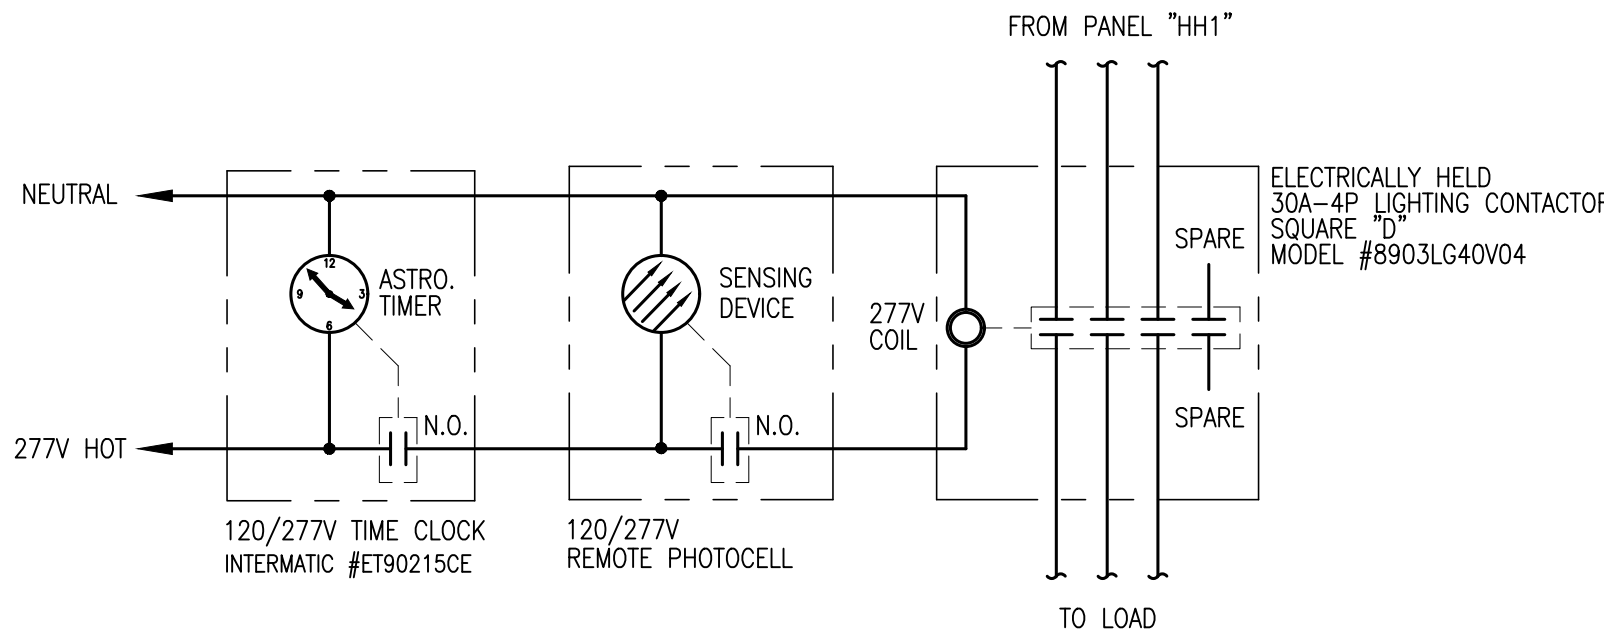 FROM PANEL "HH1"
NEUTRAL
ELECTRICALLY HELD
30A-4P LIGHTING CONTACTOR
SQUARE "D"
MODEL #8903LG40V04
SPARE
12
9
3
6
ASTRO.
TIMER
SENSING
DEVICE
277V
COIL
SPARE
277V HOT
N.O.
N.O.
120/277V TIME CLOCK
INTERMATIC #ET90215CE
120/277V
REMOTE PHOTOCELL
TO LOAD